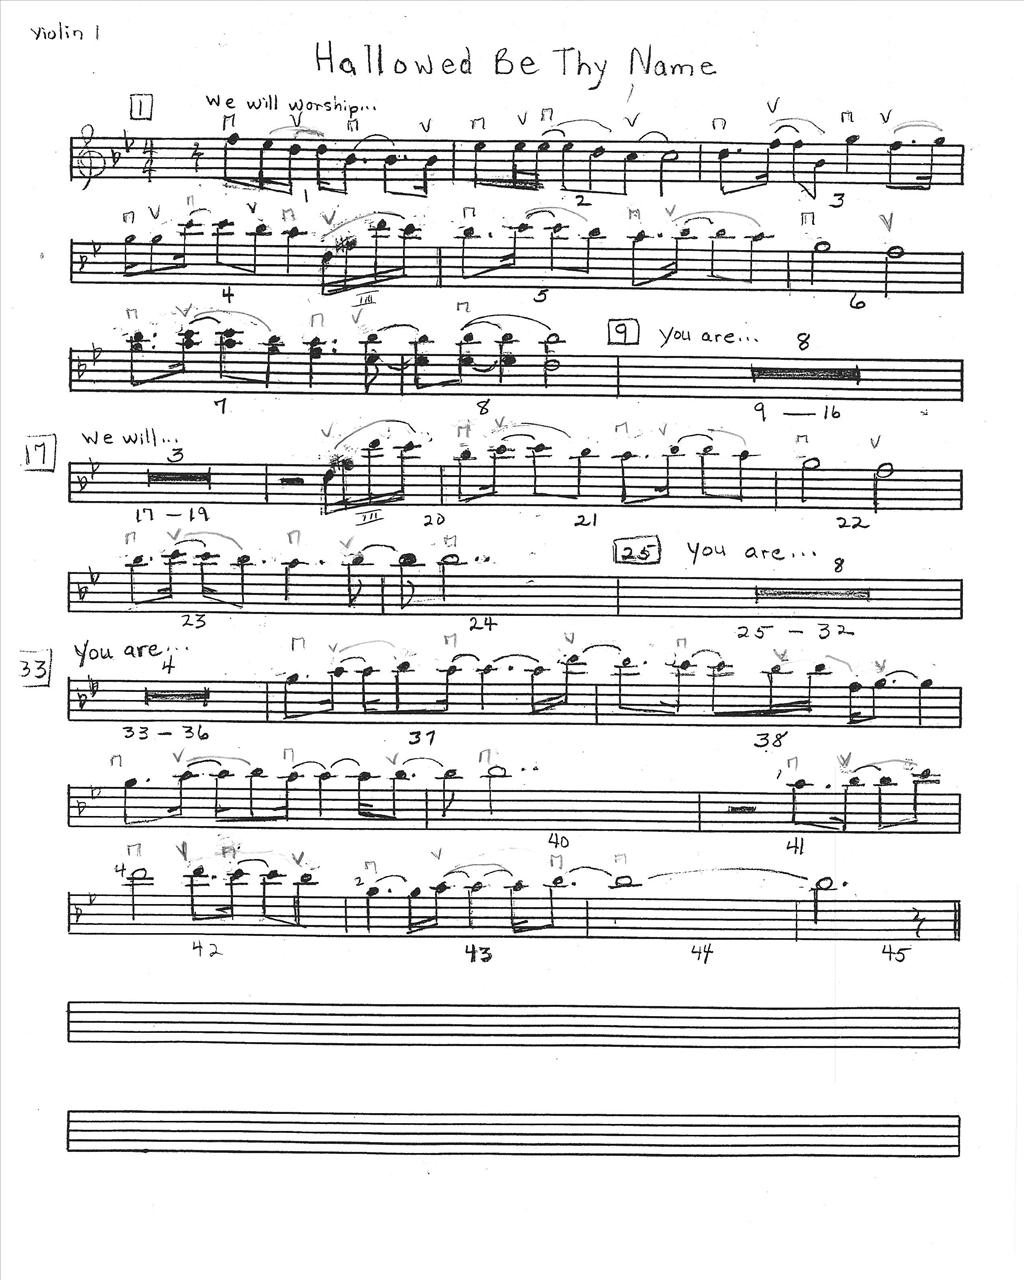 Violin 1
Hallowed Be Thy Name
1 We will worship...
4
4
1 2 3
4 III 5 6
9 You are... 8
7 8 9 — 16
17 We will...
3
17 – 19 III 20 21 22
25 You are... 8
23 24 25 – 32
33 You are...
4
33 – 36 37 38
40 41
4 2
42 43 44 45